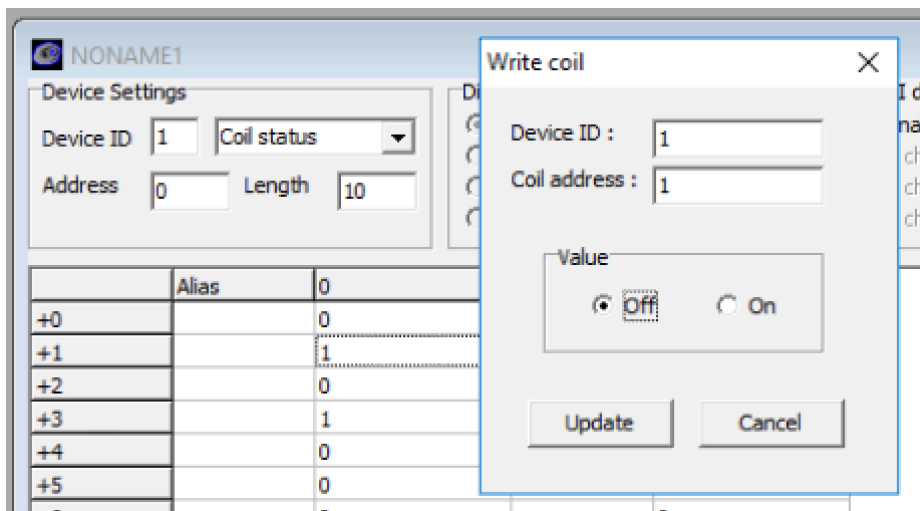 NONAME1
Device Settings
Device ID 1 Coil status
Address 0 Length 10
Write coil
Device ID : 1
Coil address : 1
Value
Off On
Update Cancel
Alias 0
+0 0
+1 1
+2 0
+3 1
+4 0
+5 0